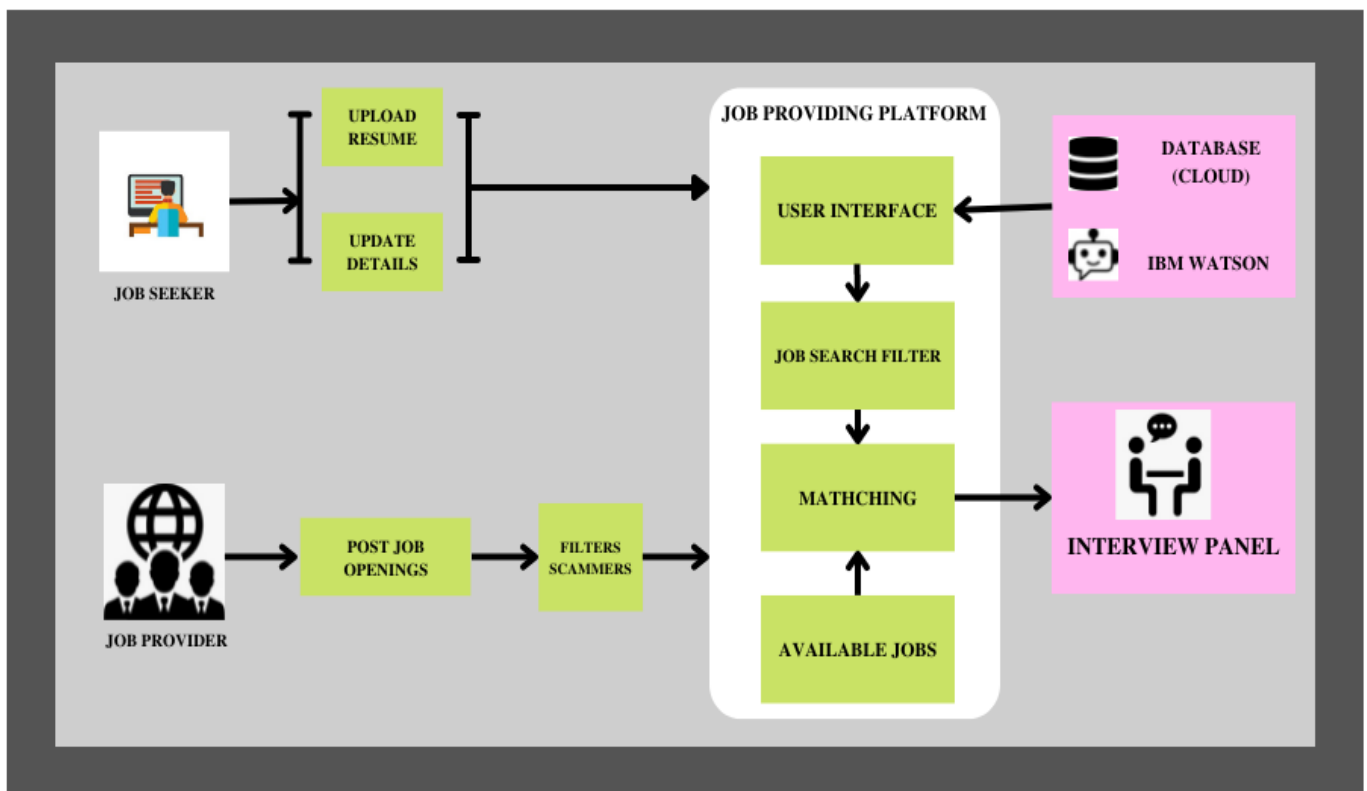 UPLOAD
RESUME
UPDATE
DETAILS
JOB SEEKER
POST JOB
OPENINGS
FILTERS
SCAMMERS
JOB PROVIDER
JOB PROVIDING PLATFORM
USER INTERFACE
JOB SEARCH FILTER
MATHCHING
AVAILABLE JOBS
DATABASE
(CLOUD)
IBM WATSON
INTERVIEW PANEL